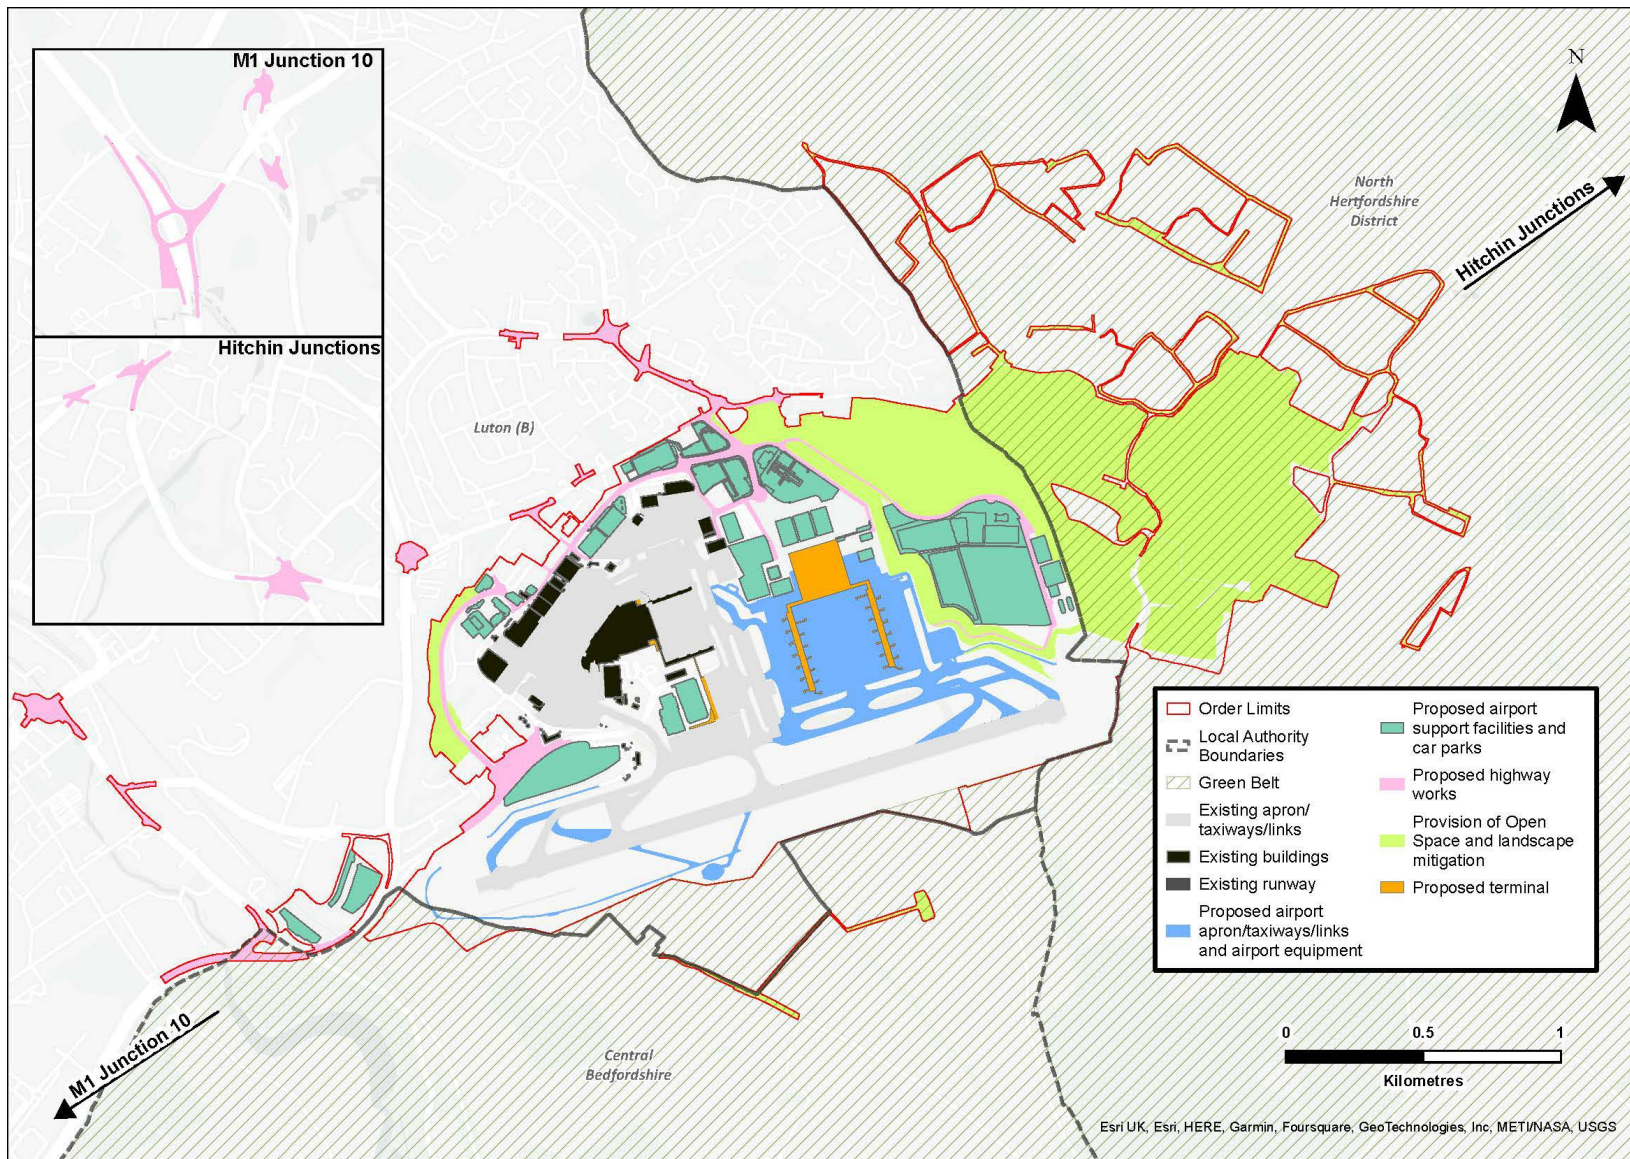 M1 Junction 10
Hitchin Junctions
N
North
Hertfordshire
District
Hitchin Junctions
Luton (B)
Order Limits
Local Authority
Boundaries
Green Belt
Existing apron/
taxiways/links
Existing buildings
Existing runway
Proposed airport
apron/taxiways/links
and airport equipment
Proposed airport
support facilities and
car parks
Proposed highway
works
Provision of Open
Space and landscape
mitigation
Proposed terminal
M1 Junction 10
Central
Bedfordshire
0 0.5 1
Kilometres
Esri UK, Esri, HERE, Garmin, Foursquare, GeoTechnologies, Inc, METI/NASA, USGS